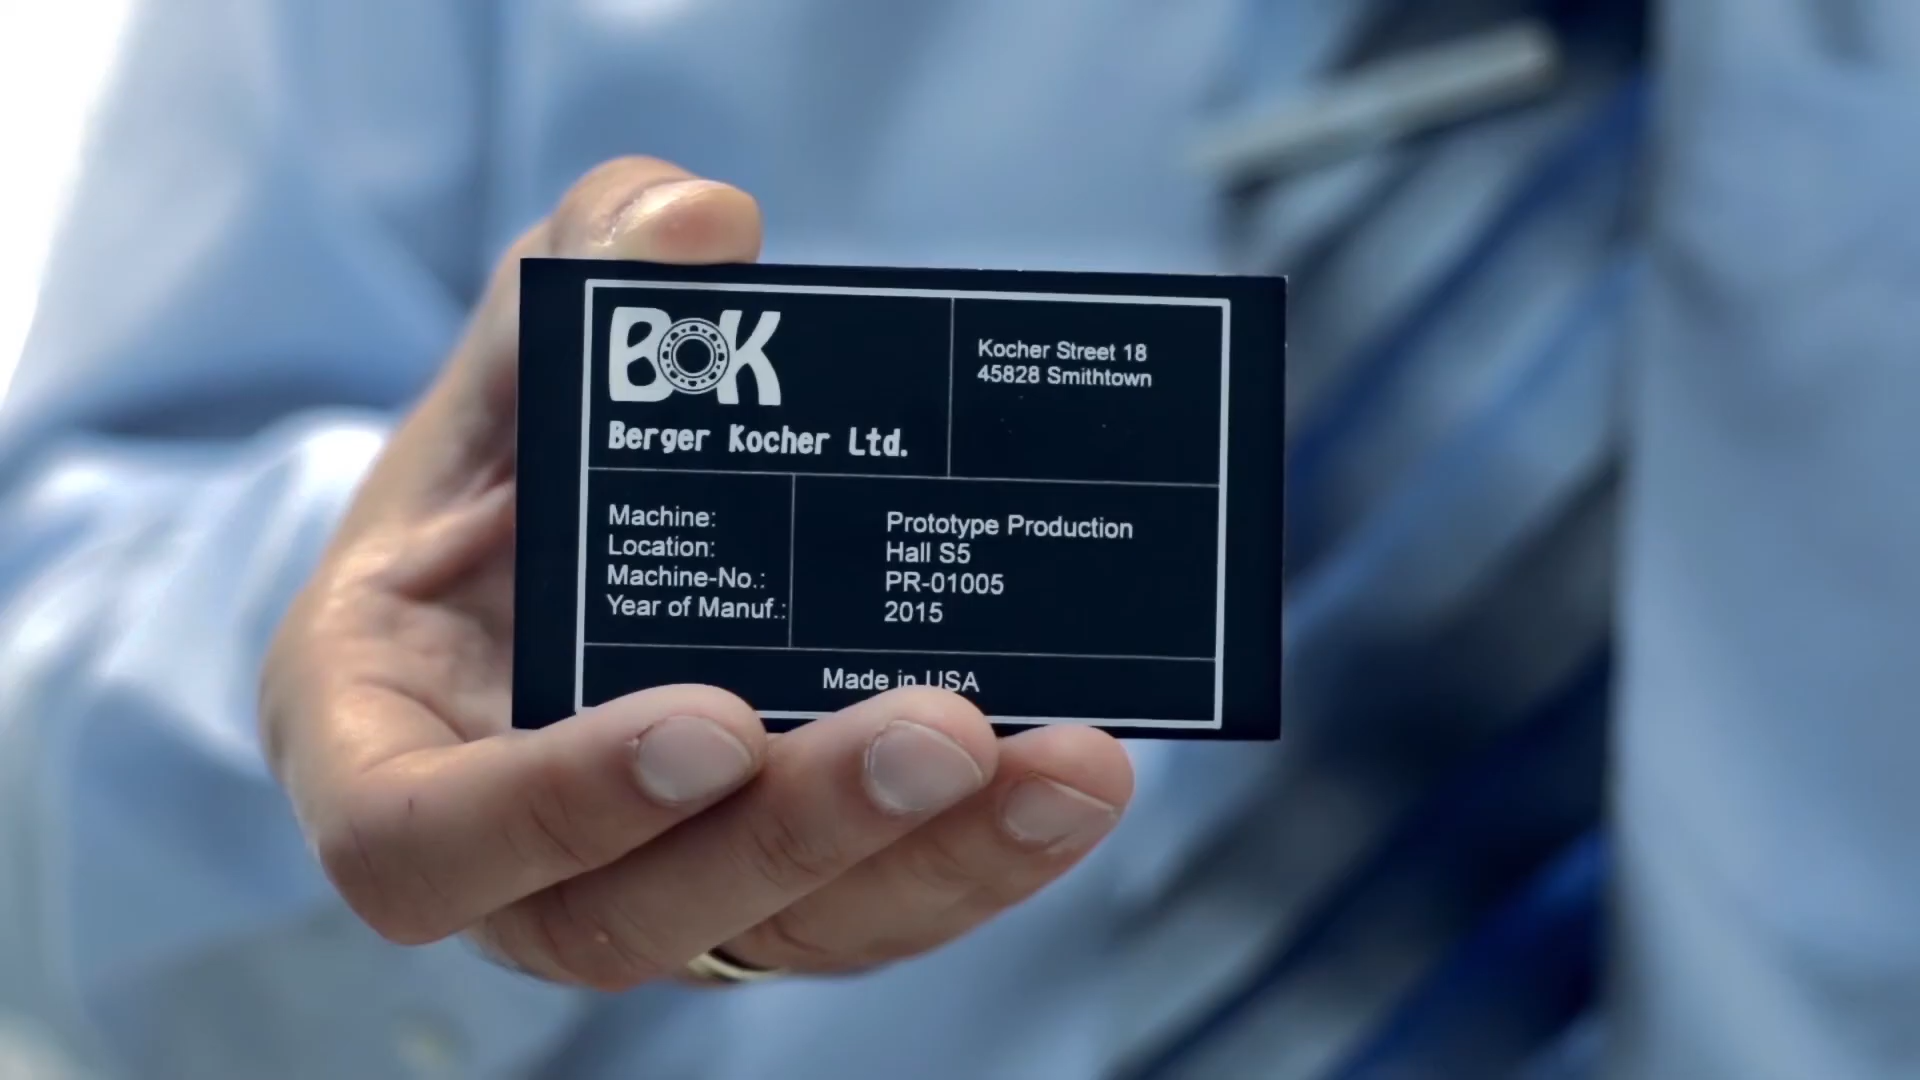 BOK
Berger Kocher Ltd.
Kocher Street 18
45828 Smithtown
Machine: Prototype Production
Location: Hall S5
Machine-No.: PR-01005
Year of Manuf.: 2015
Made in USA